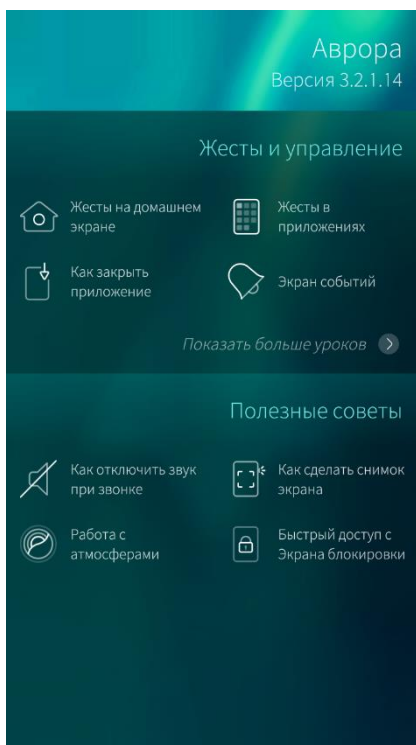 Аврора
Версия 3.2.1.14
Жесты и управление
Жесты на домашнем
экране
Жесты в
приложениях
Как закрыть
приложение
Экран событий
Показать больше уроков
Полезные советы
Как отключить звук
при звонке
Как сделать снимок
экрана
Работа с
атмосферами
Быстрый доступ с
Экрана блокировки